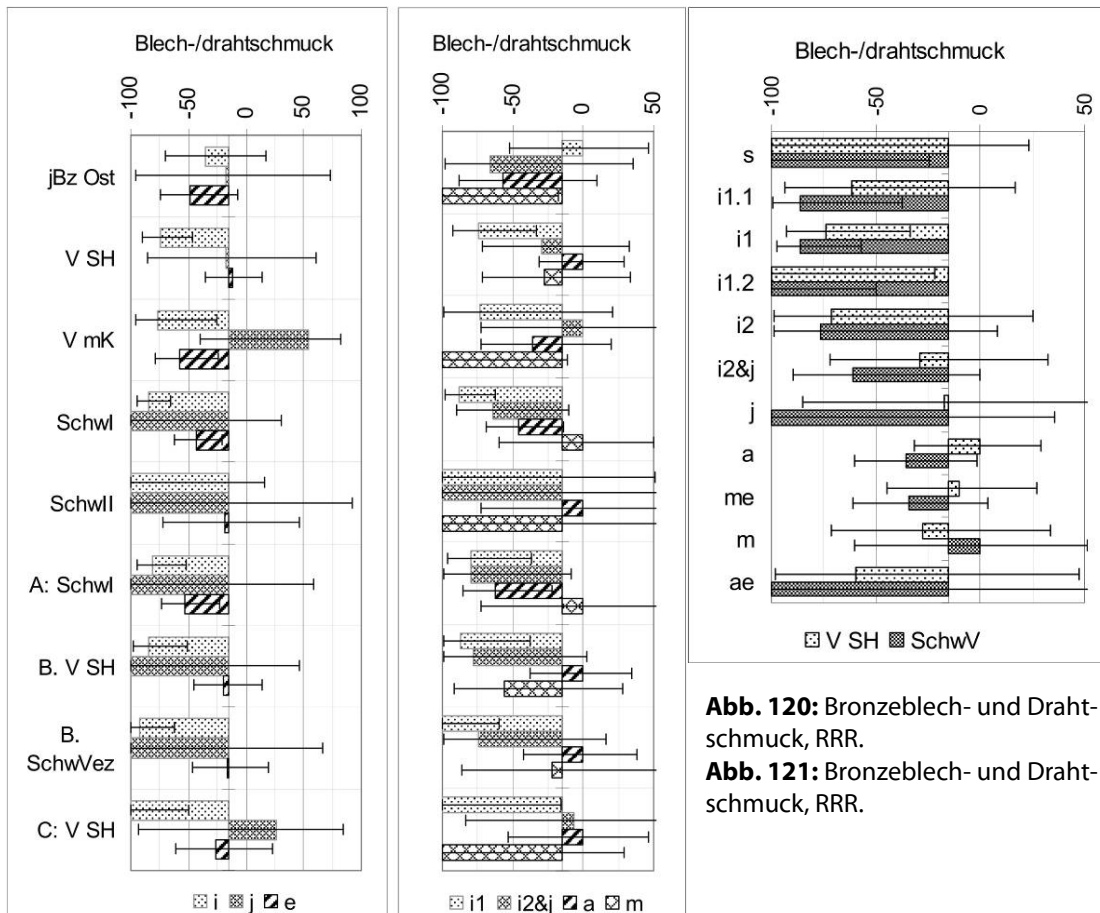 Blech-/drahtschmuck
-100 -50 0 50 100
jBz Ost
V SH
V mK
SchwI
SchwII
A: SchwI
B. V SH
B.
SchwVez
C: V SH
i j e
Blech-/drahtschmuck
-100 -50 0 50
i1 i2&j a m
Blech-/drahtschmuck
-100 -50 0 50
s
i1.1
i1
i1.2
i2
i2&j
j
a
me
m
ae
V SH SchwV
Abb. 120: Bronzeblech- und Draht-
schmuck, RRR.
Abb. 121: Bronzeblech- und Draht-
schmuck, RRR.